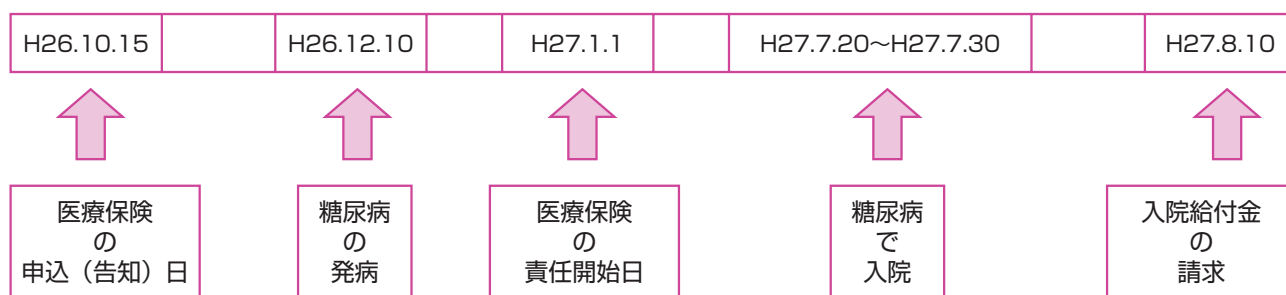 H26.10.15
H26.12.10
H27.1.1
H27.7.20～H27.7.30
H27.8.10
医療保険
の
申込（告知）日
糖尿病
の
発病
医療保険
の
責任開始日
糖尿病
で
入院
入院給付金
の
請求